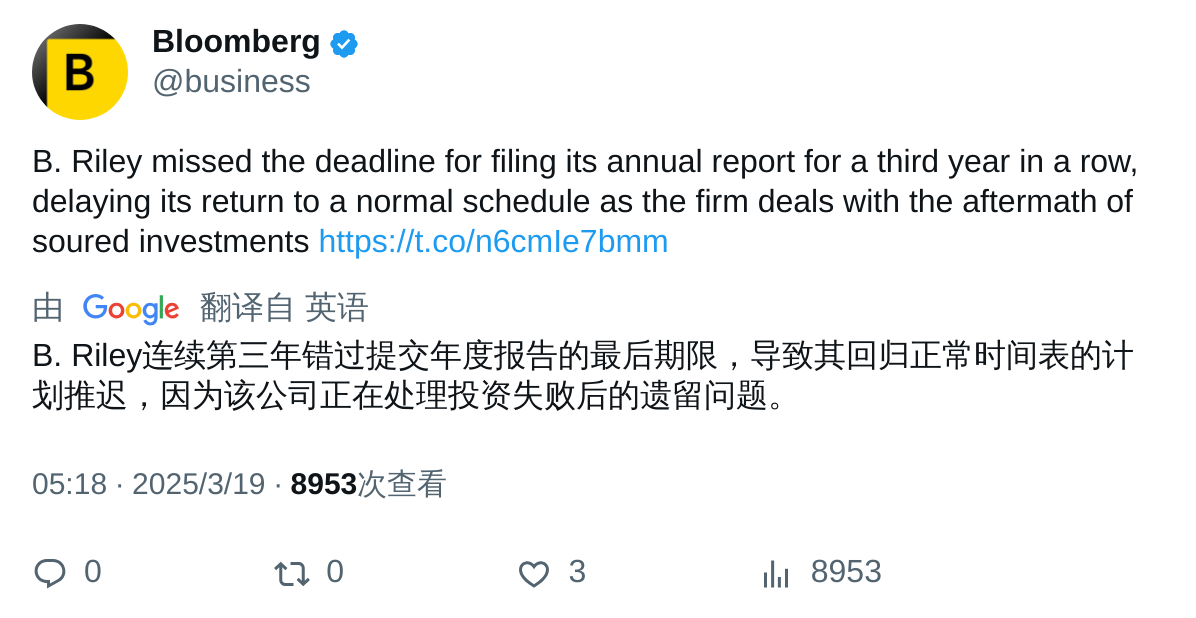 B
Bloomberg
@business
B. Riley missed the deadline for filing its annual report for a third year in a row,
delaying its return to a normal schedule as the firm deals with the aftermath of
soured investments https://t.co/n6cmIe7bmm
由 Google 翻译自 英语
B. Riley连续第三年错过提交年度报告的最后期限，导致其回归正常时间表的计
划推迟，因为该公司正在处理投资失败后的遗留问题。
05:18 · 2025/3/19 · 8953次查看
0 0 3 8953